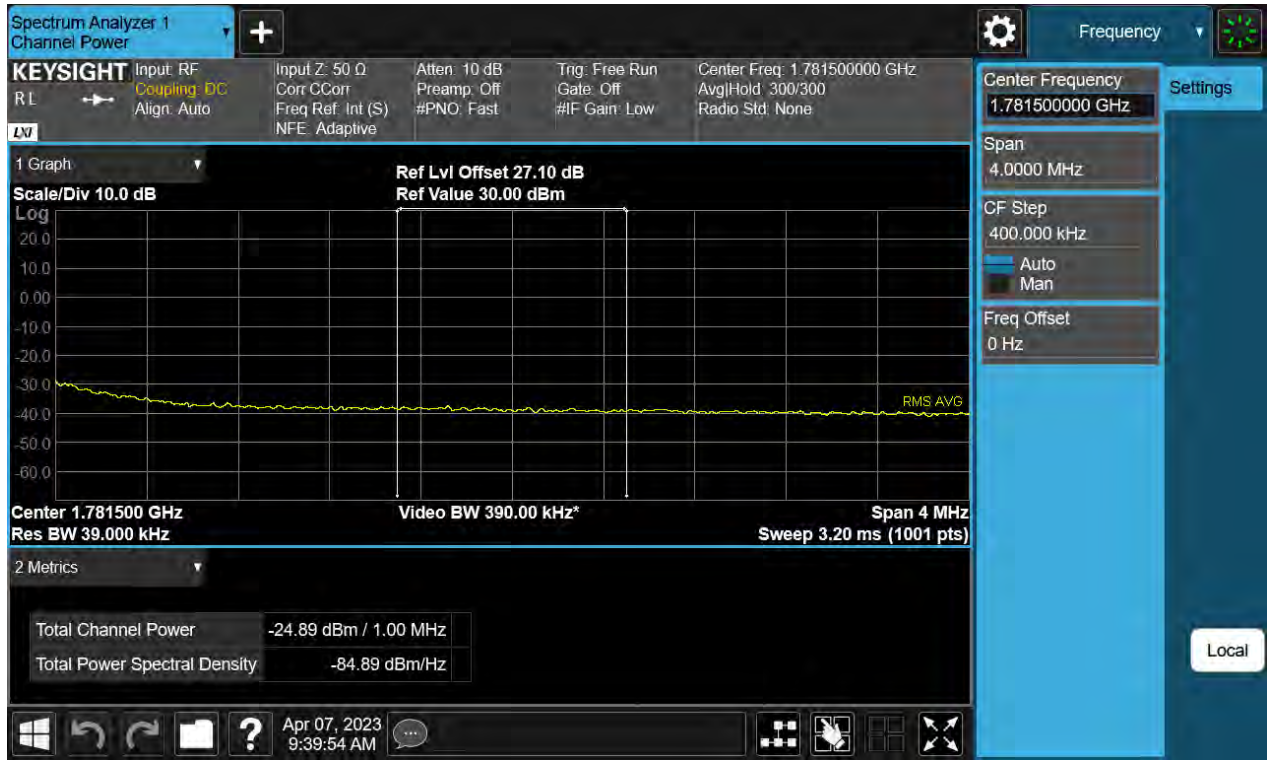 Spectrum Analyzer 1
Channel Power
Frequency
KEYSIGHT
RL
LXI
Input: RF
Coupling: DC
Align: Auto
Input Z: 50 Ω
Corr CCorr
Freq Ref: Int (S)
NFE: Adaptive
Atten: 10 dB
Preamp: Off
#PNO: Fast
Trig: Free Run
Gate: Off
#IF Gain: Low
Center Freq: 1.781500000 GHz
Avg|Hold: 300/300
Radio Std: None
Center Frequency
1.781500000 GHz
Settings
Span
4.0000 MHz
CF Step
400.000 kHz
Auto
Man
Freq Offset
0 Hz
1 Graph
Ref Lvl Offset 27.10 dB
Scale/Div 10.0 dB
Ref Value 30.00 dBm
Log
20.0
10.0
0.00
-10.0
-20.0
-30.0
-40.0
-50.0
-60.0
RMS AVG
Center 1.781500 GHz
Video BW 390.00 kHz*
Span 4 MHz
Res BW 39.000 kHz
Sweep 3.20 ms (1001 pts)
2 Metrics
Total Channel Power -24.89 dBm / 1.00 MHz
Total Power Spectral Density -84.89 dBm/Hz
Local
?
Apr 07, 2023
9:39:54 AM